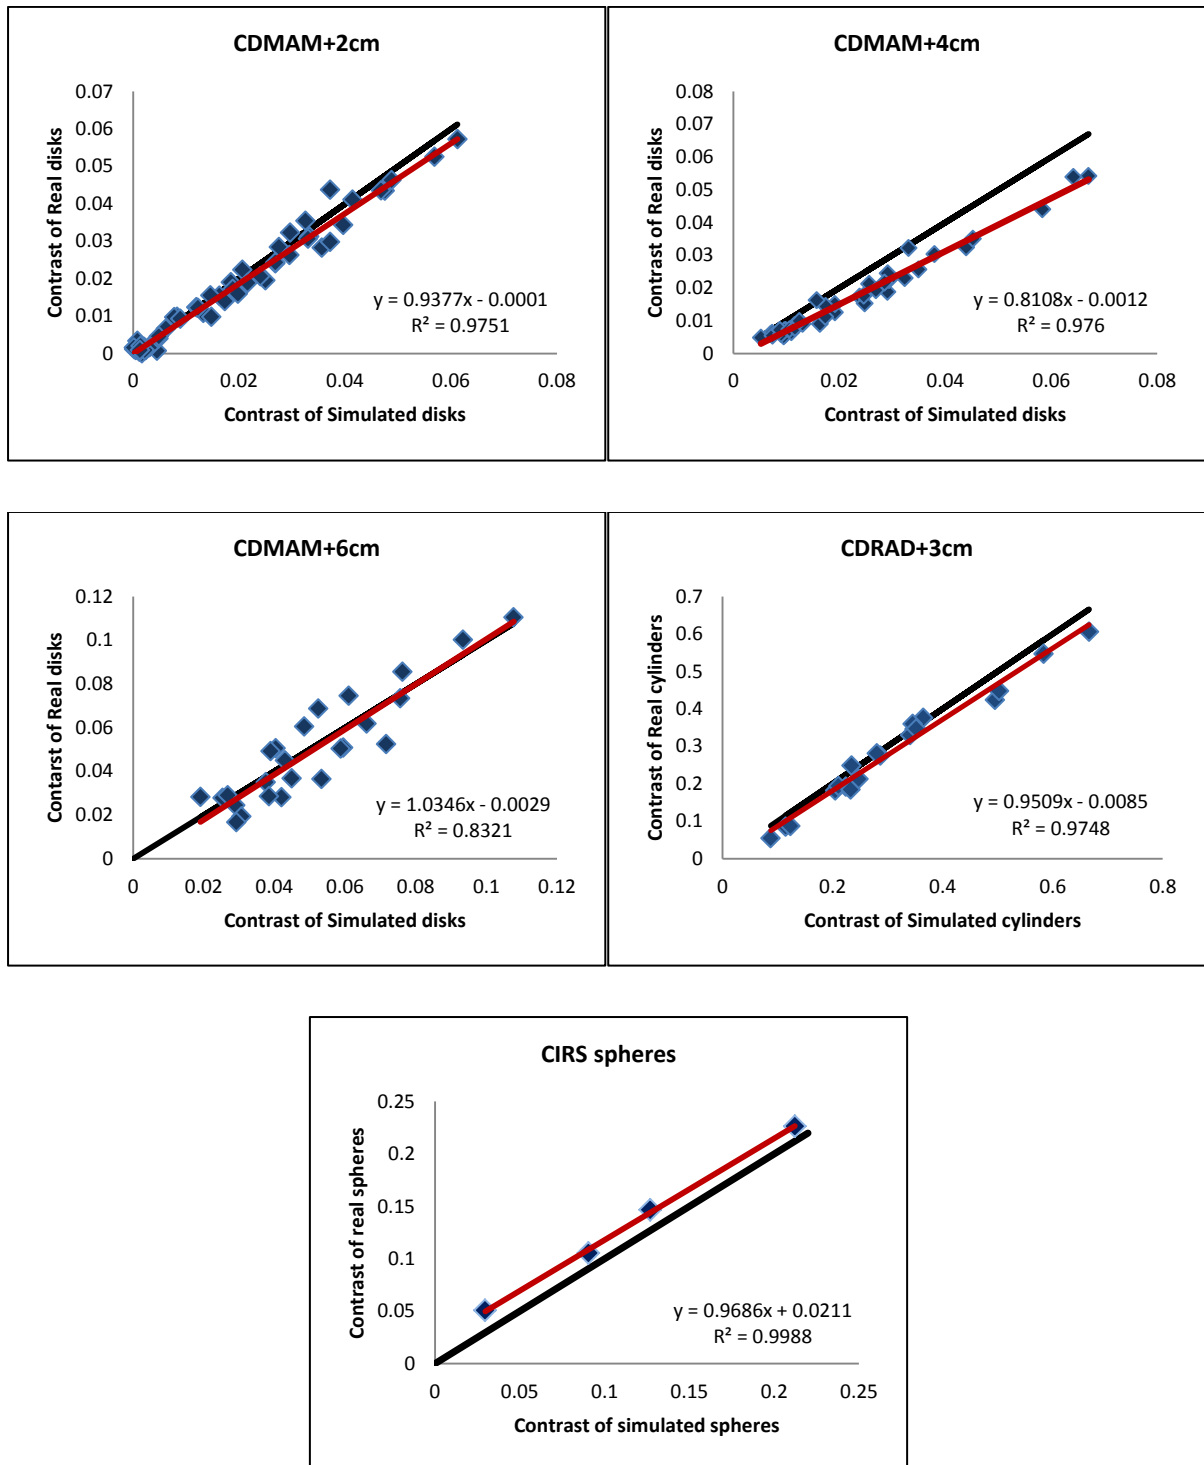 CDMAM+2cm
Contrast of Real disks
0.07
0.06
0.05
0.04
0.03
0.02
0.01
0
y = 0.9377x - 0.0001
R² = 0.9751
0 0.02 0.04 0.06 0.08
Contrast of Simulated disks
CDMAM+4cm
Contrast of Real disks
0.08
0.07
0.06
0.05
0.04
0.03
0.02
0.01
0
y = 0.8108x - 0.0012
R² = 0.976
0 0.02 0.04 0.06 0.08
Contrast of Simulated disks
CDMAM+6cm
Contarst of Real disks
0.12
0.1
0.08
0.06
0.04
0.02
0
y = 1.0346x - 0.0029
R² = 0.8321
0 0.02 0.04 0.06 0.08 0.1 0.12
Contrast of Simulated disks
CDRAD+3cm
Contrast of Real cylinders
0.7
0.6
0.5
0.4
0.3
0.2
0.1
0
y = 0.9509x - 0.0085
R² = 0.9748
0 0.2 0.4 0.6 0.8
Contrast of Simulated cylinders
CIRS spheres
Contrast of real spheres
0.25
0.2
0.15
0.1
0.05
0
y = 0.9686x + 0.0211
R² = 0.9988
0 0.05 0.1 0.15 0.2 0.25
Contrast of simulated spheres